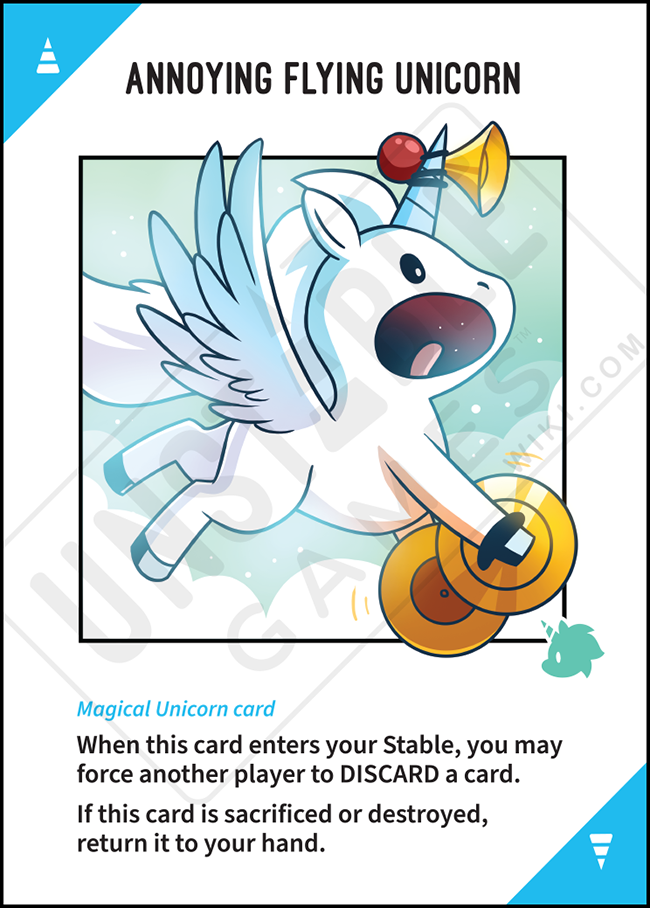 ANNOYING FLYING UNICORN
UNSTABLE
GAMES™
WIKI.COM
Magical Unicorn card
When this card enters your Stable, you may
force another player to DISCARD a card.
If this card is sacrificed or destroyed,
return it to your hand.